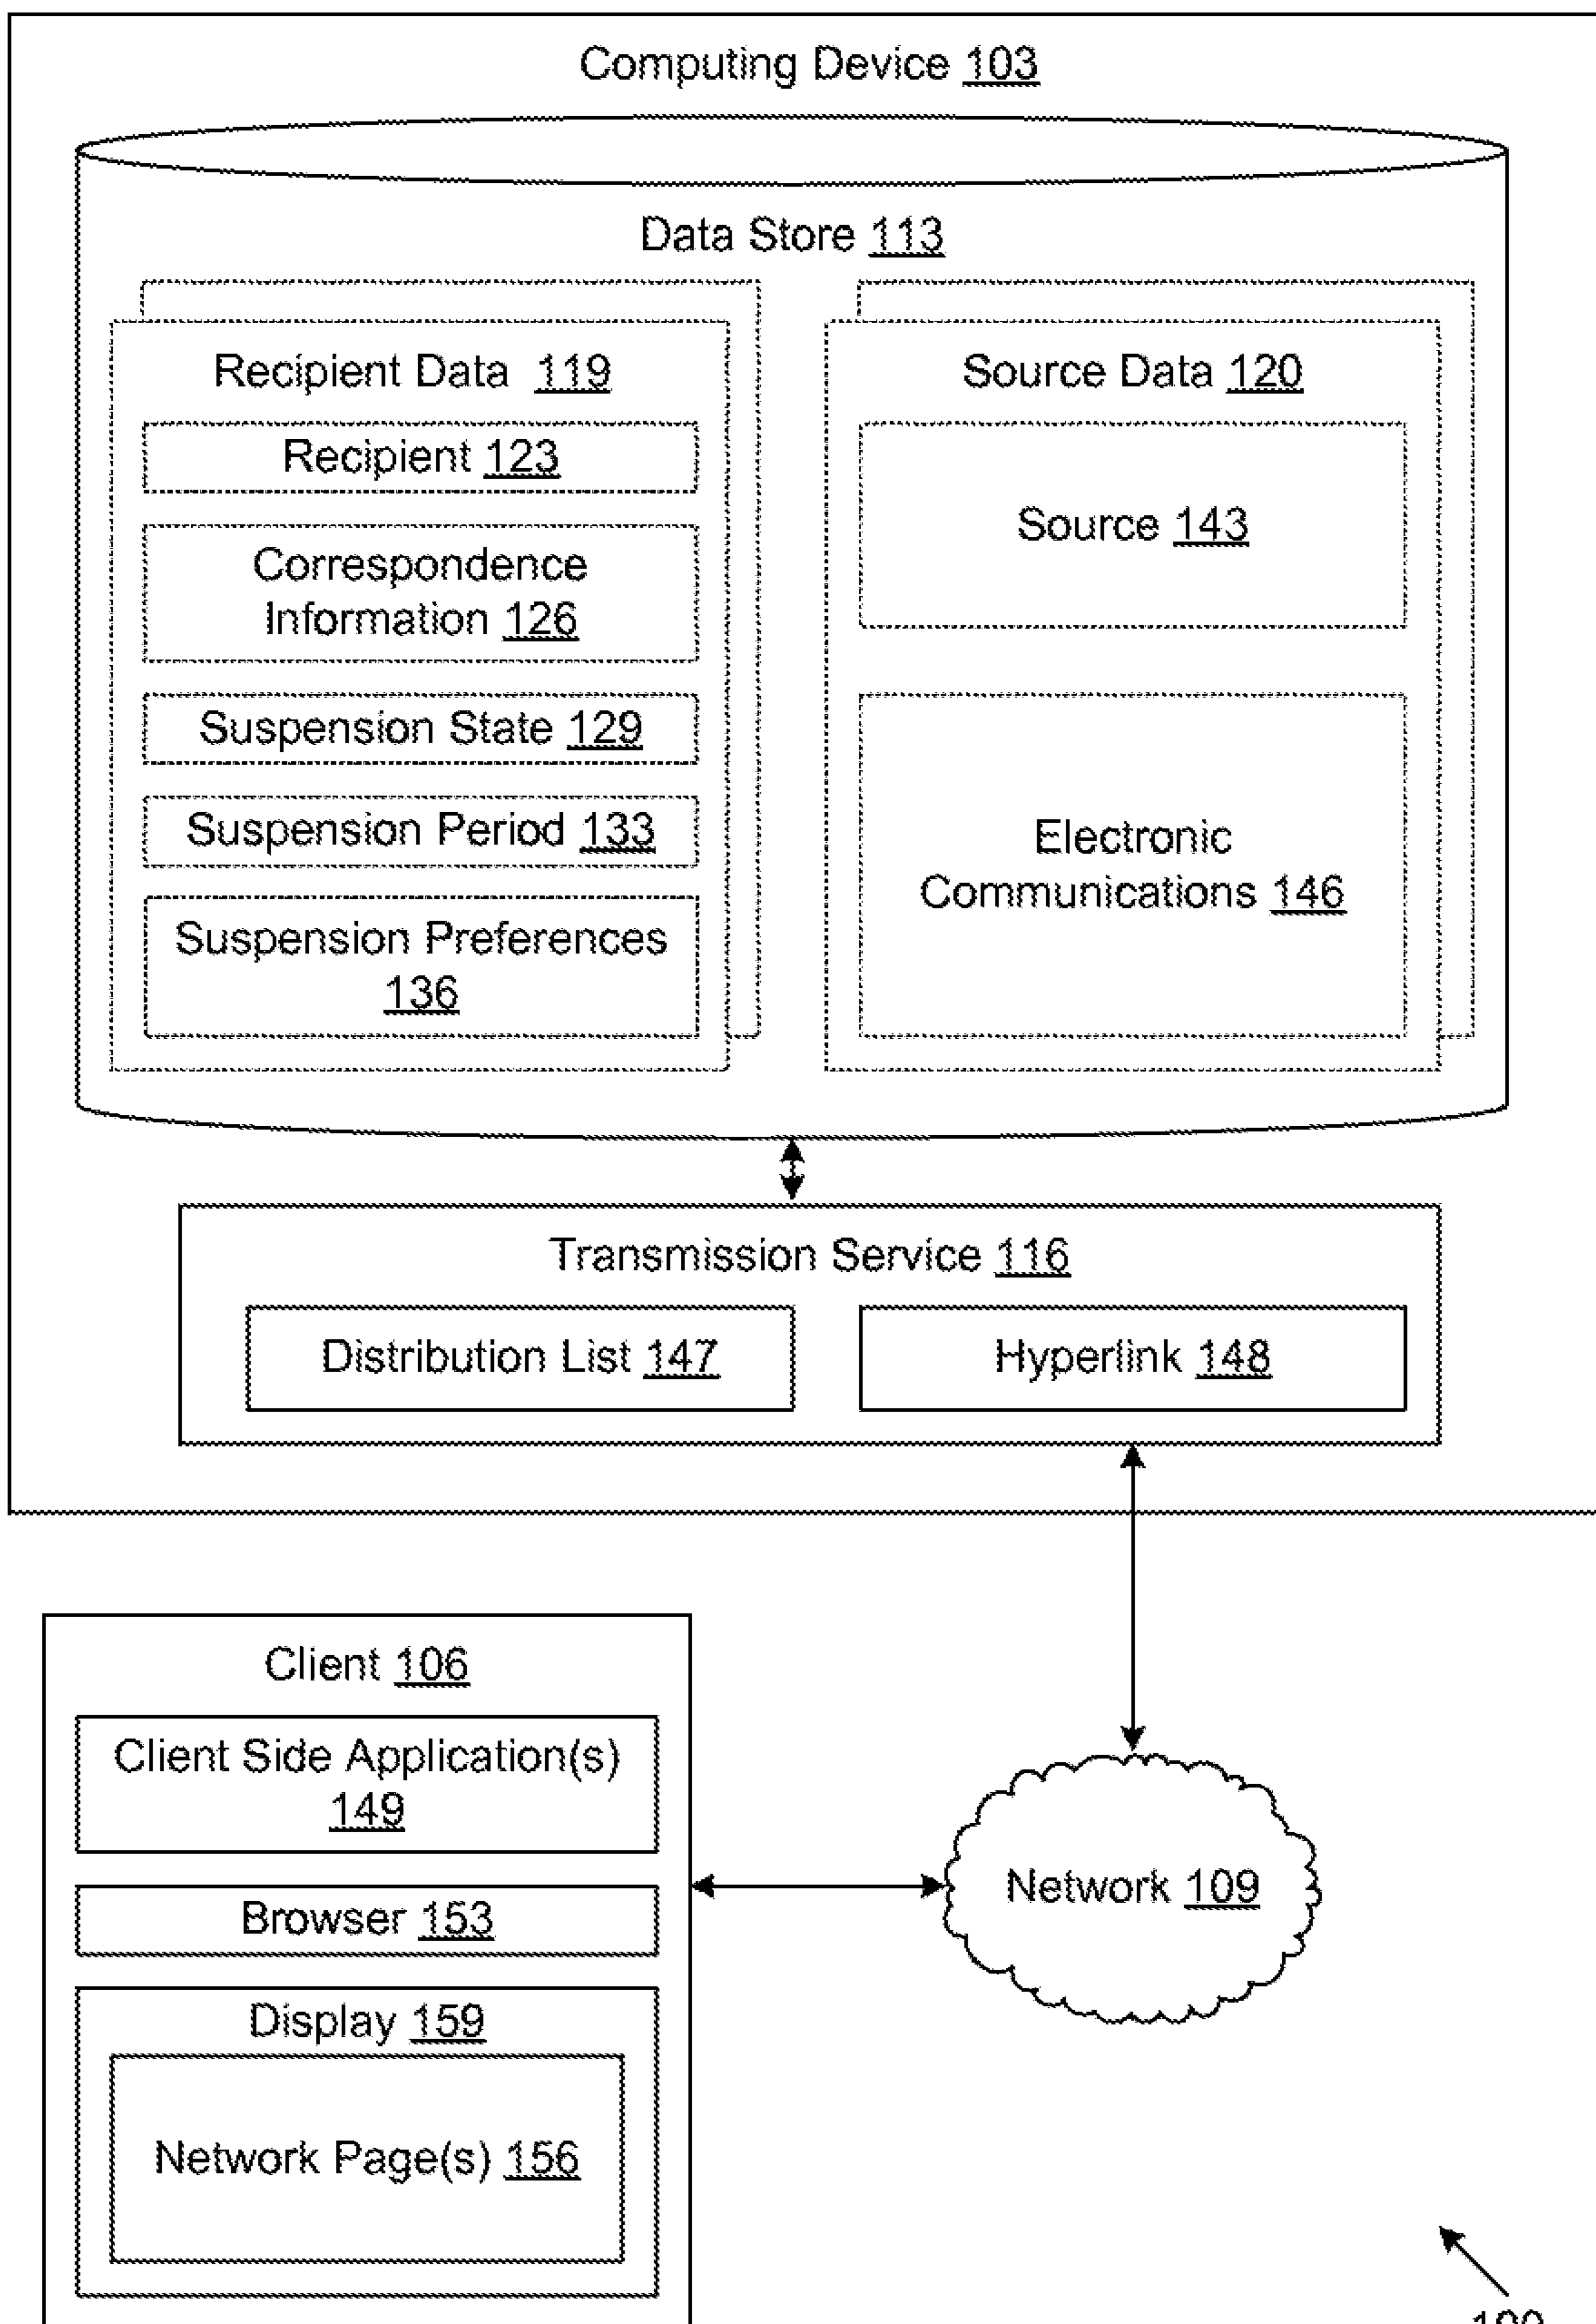 Computing Device 103
Data Store 113
Recipient Data 119
Recipient 123
Correspondence
Information 126
Suspension State 129
Suspension Period 133
Suspension Preferences
136
Source Data 120
Source 143
Electronic
Communications 146
Transmission Service 116
Distribution List 147
Hyperlink 148
Client 106
Client Side Application(s)
149
Browser 153
Display 159
Network Page(s) 156
Network 109